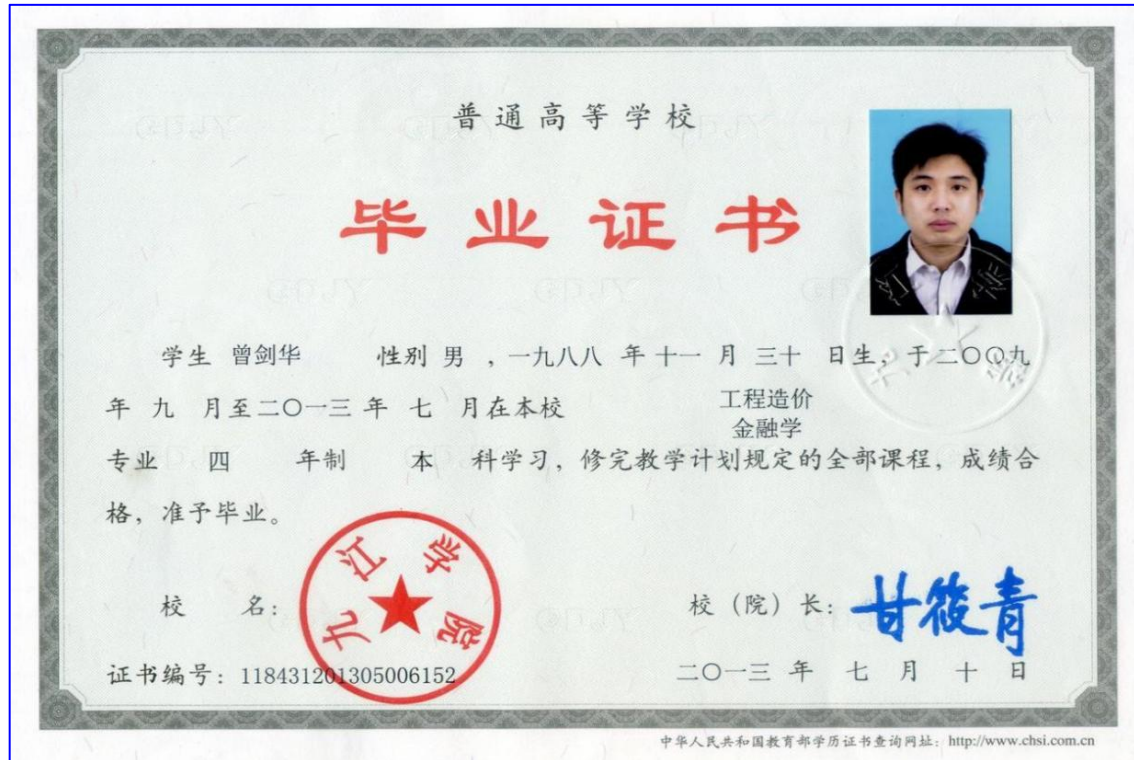 普通高等学校
毕业证书
学生 曾剑华 性别 男 ，一九八八 年 十一 月 三十 日生，于二〇〇九
年 九 月至二〇一三 年 七 月在本校 工程造价
金融学
专业 四 年制 本 科学习，修完教学计划规定的全部课程，成绩合
格，准予毕业。
九江学院
校 名：
校（院）长：甘筱青
证书编号：118431201305006152
二〇一三 年 七 月 十 日
中华人民共和国教育部学历证书查询网址：http://www.chsi.com.cn